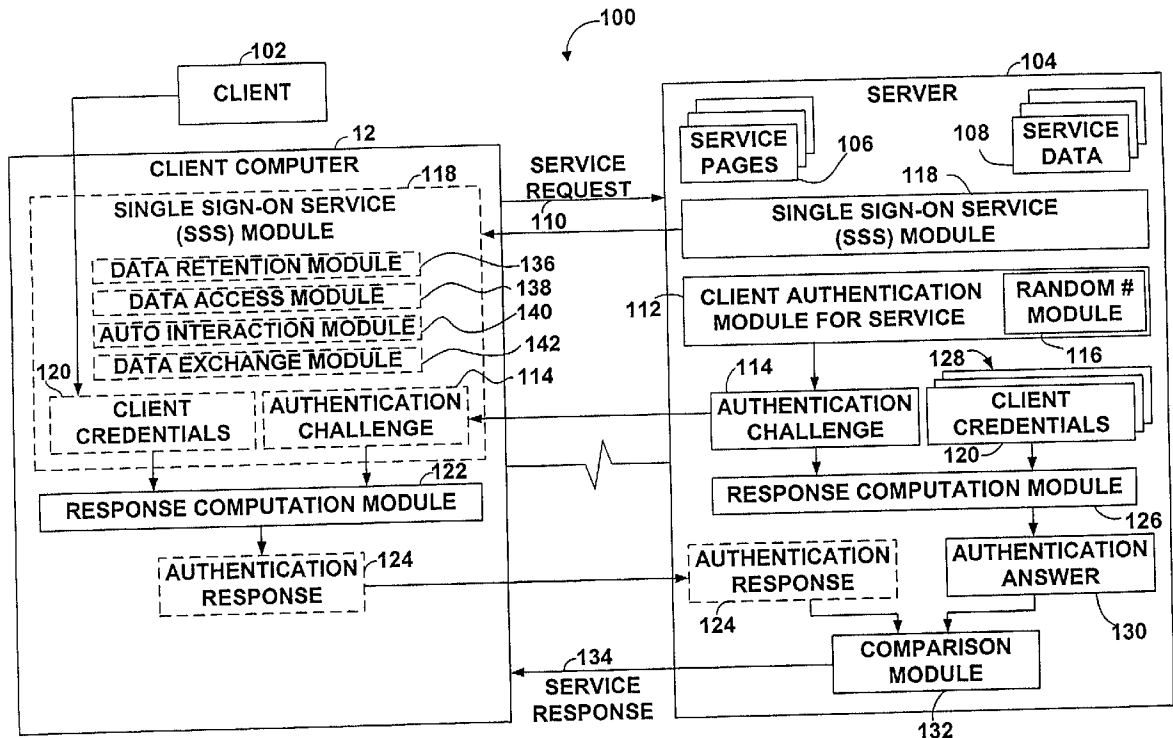 100
102
CLIENT
12
CLIENT COMPUTER
118
SINGLE SIGN-ON SERVICE
(SSS) MODULE
DATA RETENTION MODULE
136
DATA ACCESS MODULE
138
AUTO INTERACTION MODULE
140
DATA EXCHANGE MODULE
142
120
114
CLIENT
CREDENTIALS
AUTHENTICATION
CHALLENGE
122
RESPONSE COMPUTATION MODULE
AUTHENTICATION
RESPONSE
124
SERVICE
REQUEST
110
134
SERVICE
RESPONSE
104
SERVER
SERVICE
PAGES
106
108
SERVICE
DATA
118
SINGLE SIGN-ON SERVICE
(SSS) MODULE
112
CLIENT AUTHENTICATION
MODULE FOR SERVICE
RANDOM #
MODULE
116
114
128
AUTHENTICATION
CHALLENGE
CLIENT
CREDENTIALS
120
RESPONSE COMPUTATION MODULE
126
AUTHENTICATION
RESPONSE
124
AUTHENTICATION
ANSWER
130
COMPARISON
MODULE
132